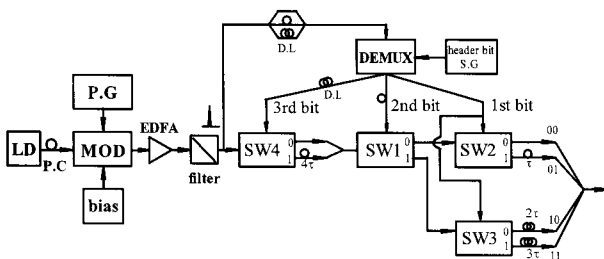 D.L
DEMUX
header bit
S.G
P.G
D.L
3rd bit
2nd bit
1st bit
EDFA
LD
P.C
MOD
filter
SW4
0
1
4τ
SW1
0
1
SW2
0
1
00
τ
01
bias
SW3
0
1
2τ
10
3τ
11